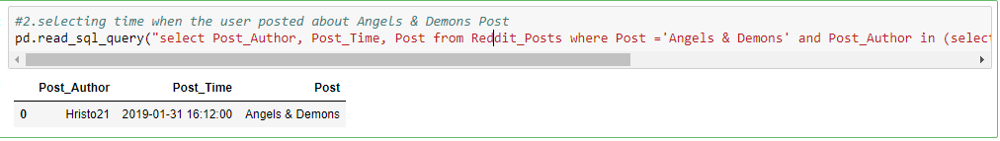 #2.selecting time when the user posted about Angels & Demons Post
pd.read_sql_query("select Post_Author, Post_Time, Post from Reddit_Posts where Post ='Angels & Demons' and Post_Author in (select
Post_Author Post_Time Post
0 Hristo21 2019-01-31 16:12:00 Angels & Demons